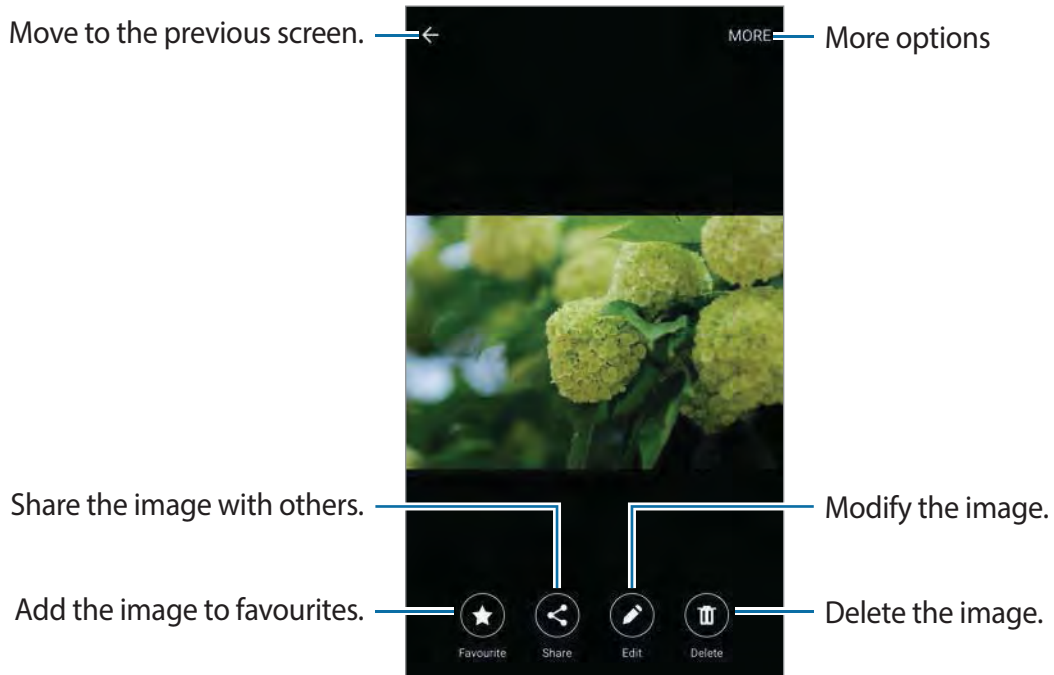 Move to the previous screen.
MORE
More options
Share the image with others.
Modify the image.
Add the image to favourites.
Delete the image.
Favourite
Share
Edit
Delete